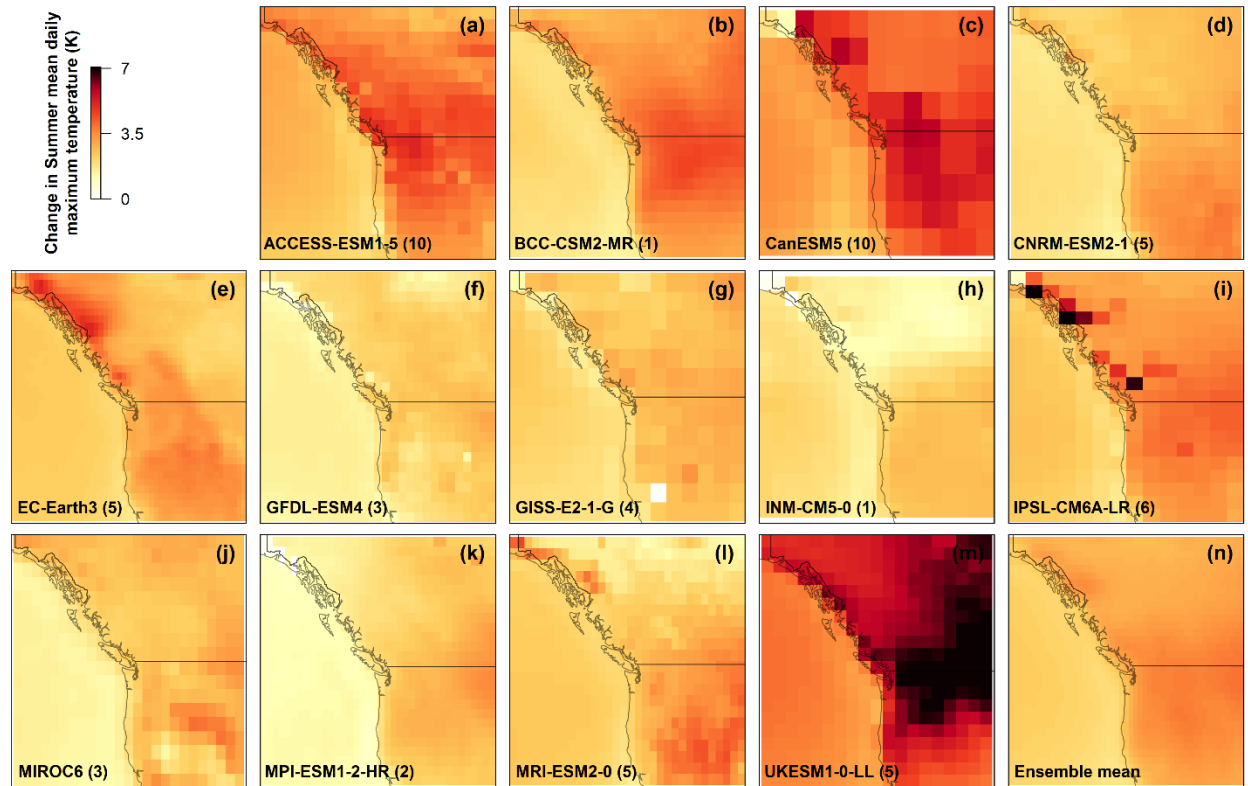 Change in Summer mean daily
maximum temperature (K)
7
3.5
0
(a)
ACCESS-ESM1-5 (10)
(b)
BCC-CSM2-MR (1)
(c)
CanESM5 (10)
(d)
CNRM-ESM2-1 (5)
(e)
EC-Earth3 (5)
(f)
GFDL-ESM4 (3)
(g)
GISS-E2-1-G (4)
(h)
INM-CM5-0 (1)
(i)
IPSL-CM6A-LR (6)
(j)
MIROC6 (3)
(k)
MPI-ESM1-2-HR (2)
(l)
MRI-ESM2-0 (5)
(m)
UKESM1-0-LL (5)
(n)
Ensemble mean